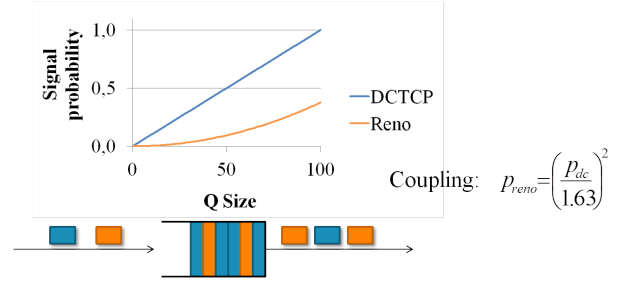 Signal
probability
1,0
0,5
0,0
0
50
100
Q Size
DCTCP
Reno
Coupling: p_reno=(p_dc/1.63)^2